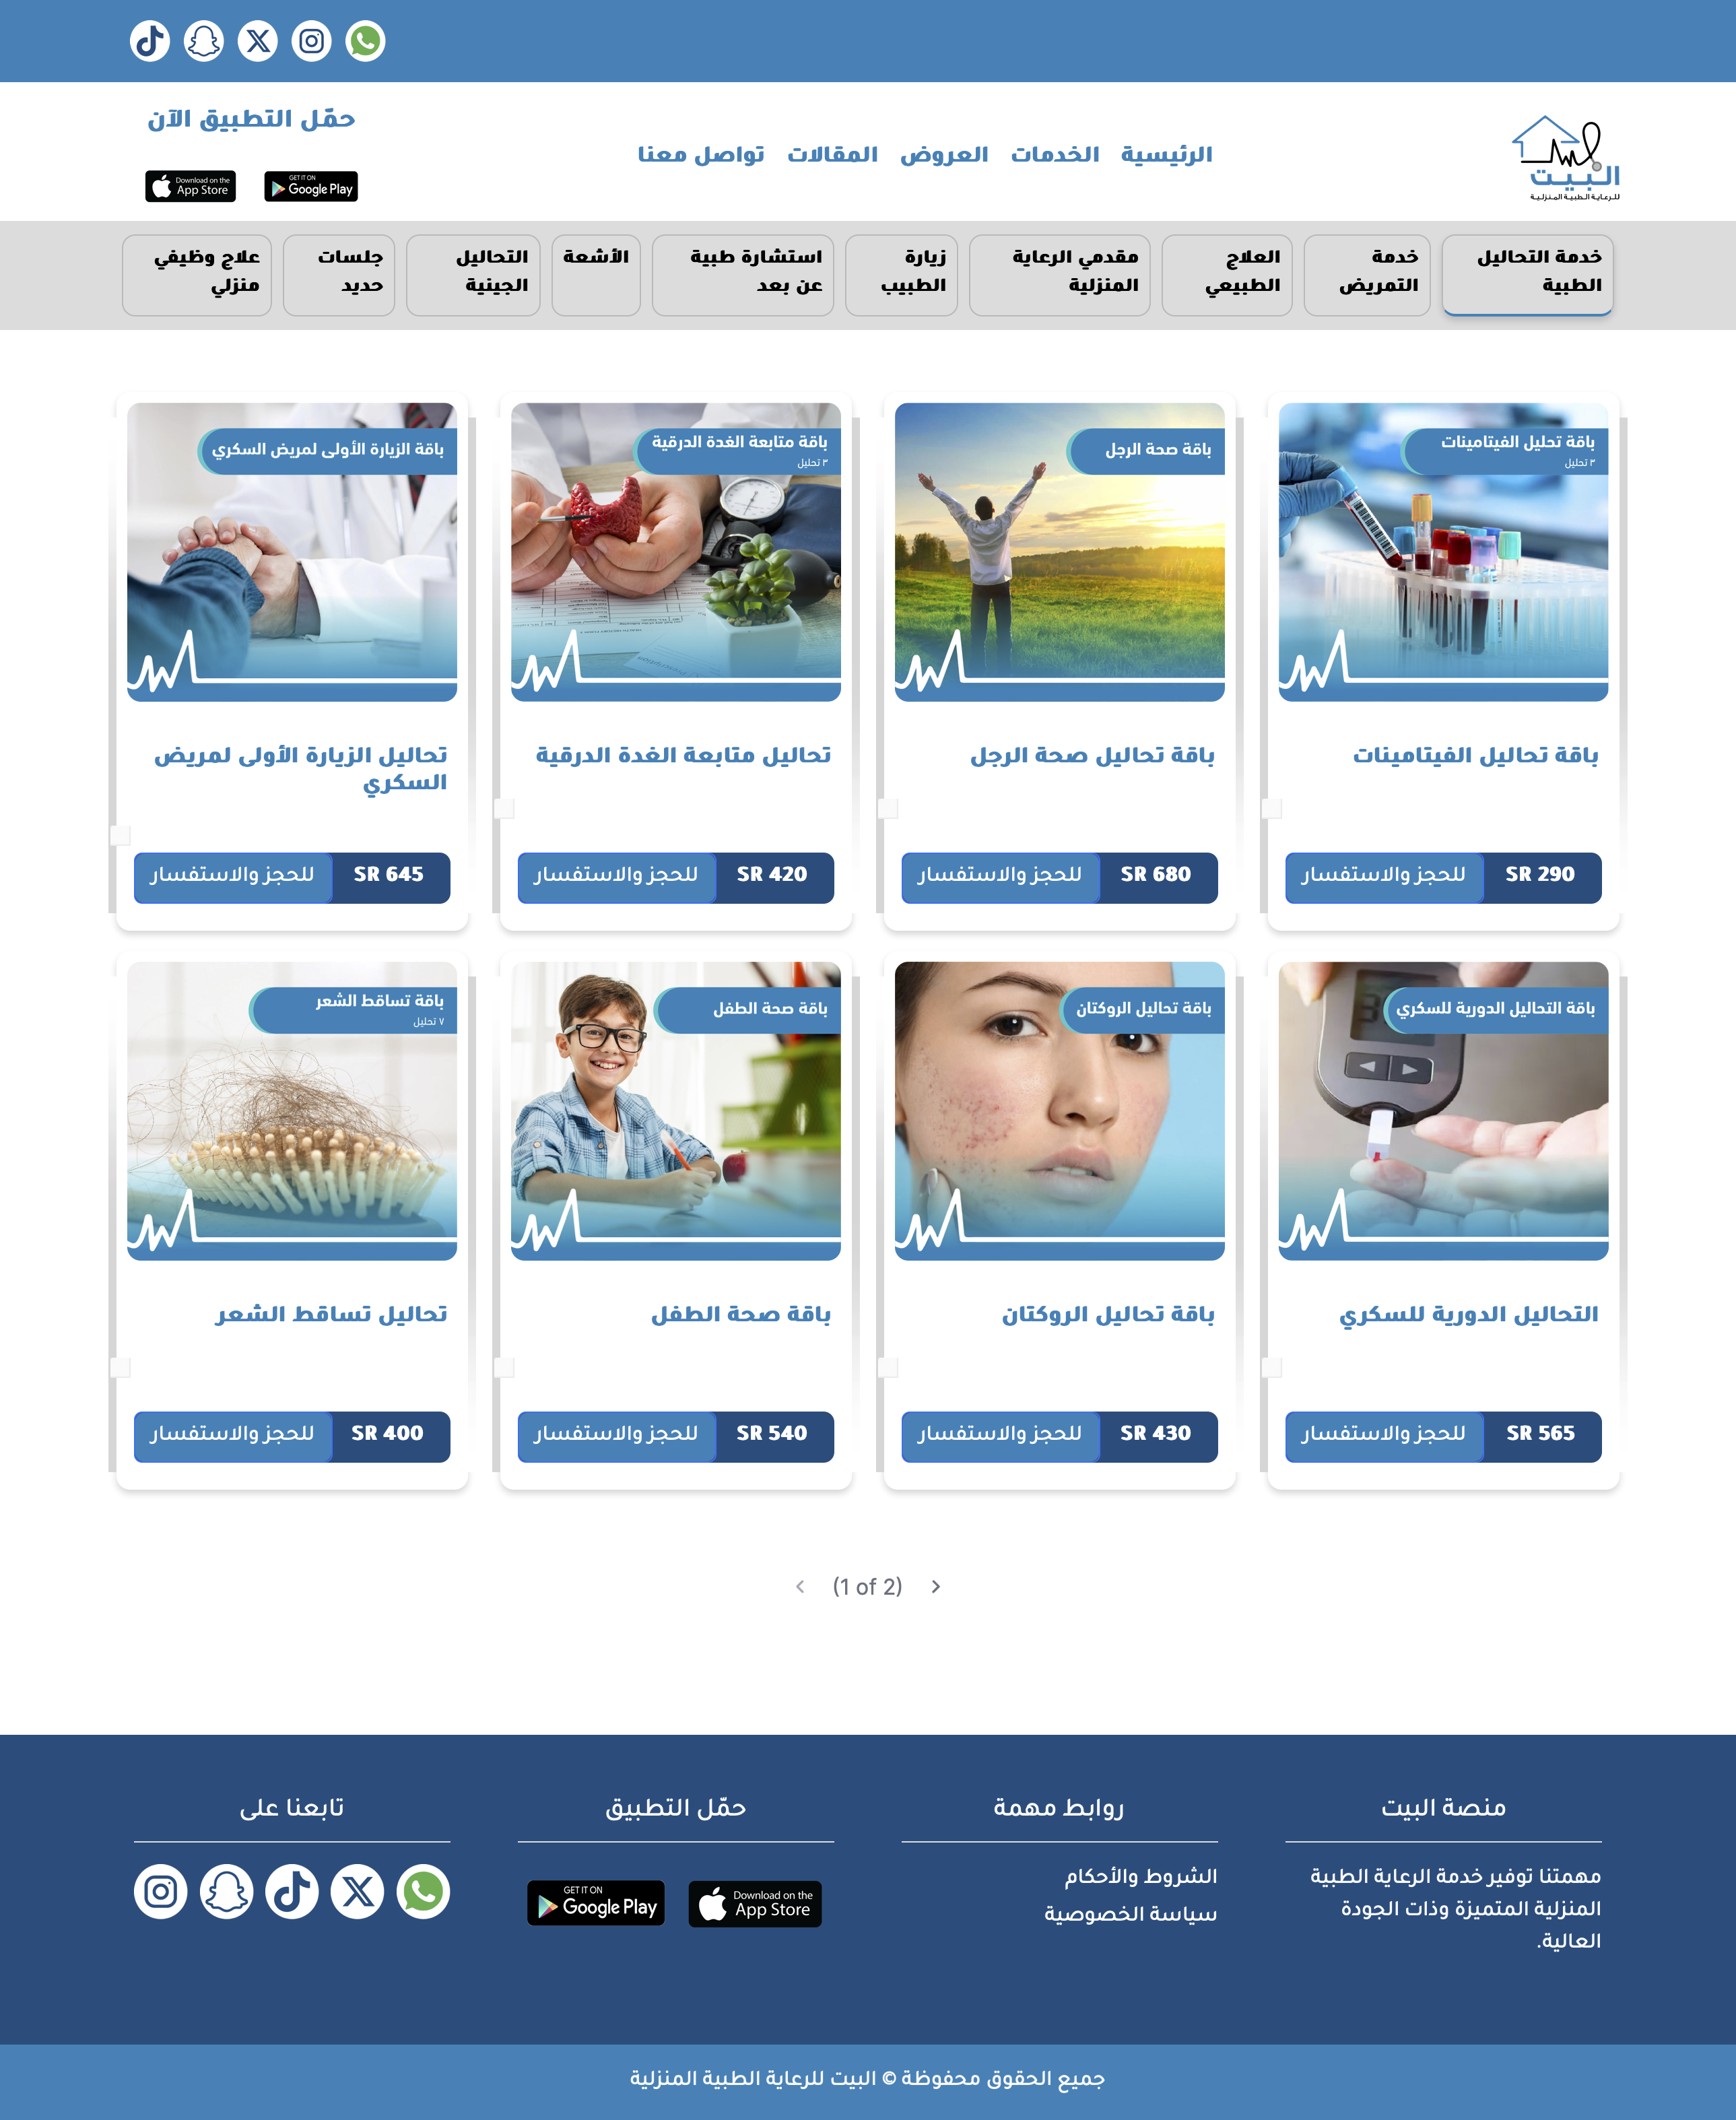 البيت
للرعاية الطبية المنزلية
الرئيسية
الخدمات
العروض
المقالات
تواصل معنا
حمّل التطبيق الآن
Download on the
App Store
GET IT ON
Google Play
خدمة التحاليل
الطبية
خدمة
التمريض
العلاج
الطبيعي
مقدمي الرعاية
المنزلية
زيارة
الطبيب
استشارة طبية
عن بعد
الأشعة
التحاليل
الجينية
جلسات
حديد
علاج وظيفي
منزلي
باقة تحليل الفيتامينات
٣ تحليل
باقة تحاليل الفيتامينات
SR 290
للحجز والاستفسار
باقة صحة الرجل
باقة تحاليل صحة الرجل
SR 680
للحجز والاستفسار
باقة متابعة الغدة الدرقية
٣ تحليل
تحاليل متابعة الغدة الدرقية
SR 420
للحجز والاستفسار
باقة الزيارة الأولى لمريض السكري
تحاليل الزيارة الأولى لمريض
السكري
SR 645
للحجز والاستفسار
باقة التحاليل الدورية للسكري
التحاليل الدورية للسكري
SR 565
للحجز والاستفسار
باقة تحاليل الروكتان
باقة تحاليل الروكتان
SR 430
للحجز والاستفسار
باقة صحة الطفل
باقة صحة الطفل
SR 540
للحجز والاستفسار
باقة تساقط الشعر
٧ تحليل
تحاليل تساقط الشعر
SR 400
للحجز والاستفسار
(1 of 2)
منصة البيت
مهمتنا توفير خدمة الرعاية الطبية
المنزلية المتميزة وذات الجودة
العالية.
روابط مهمة
الشروط والأحكام
سياسة الخصوصية
حمّل التطبيق
Download on the
App Store
GET IT ON
Google Play
تابعنا على
جميع الحقوق محفوظة © البيت للرعاية الطبية المنزلية